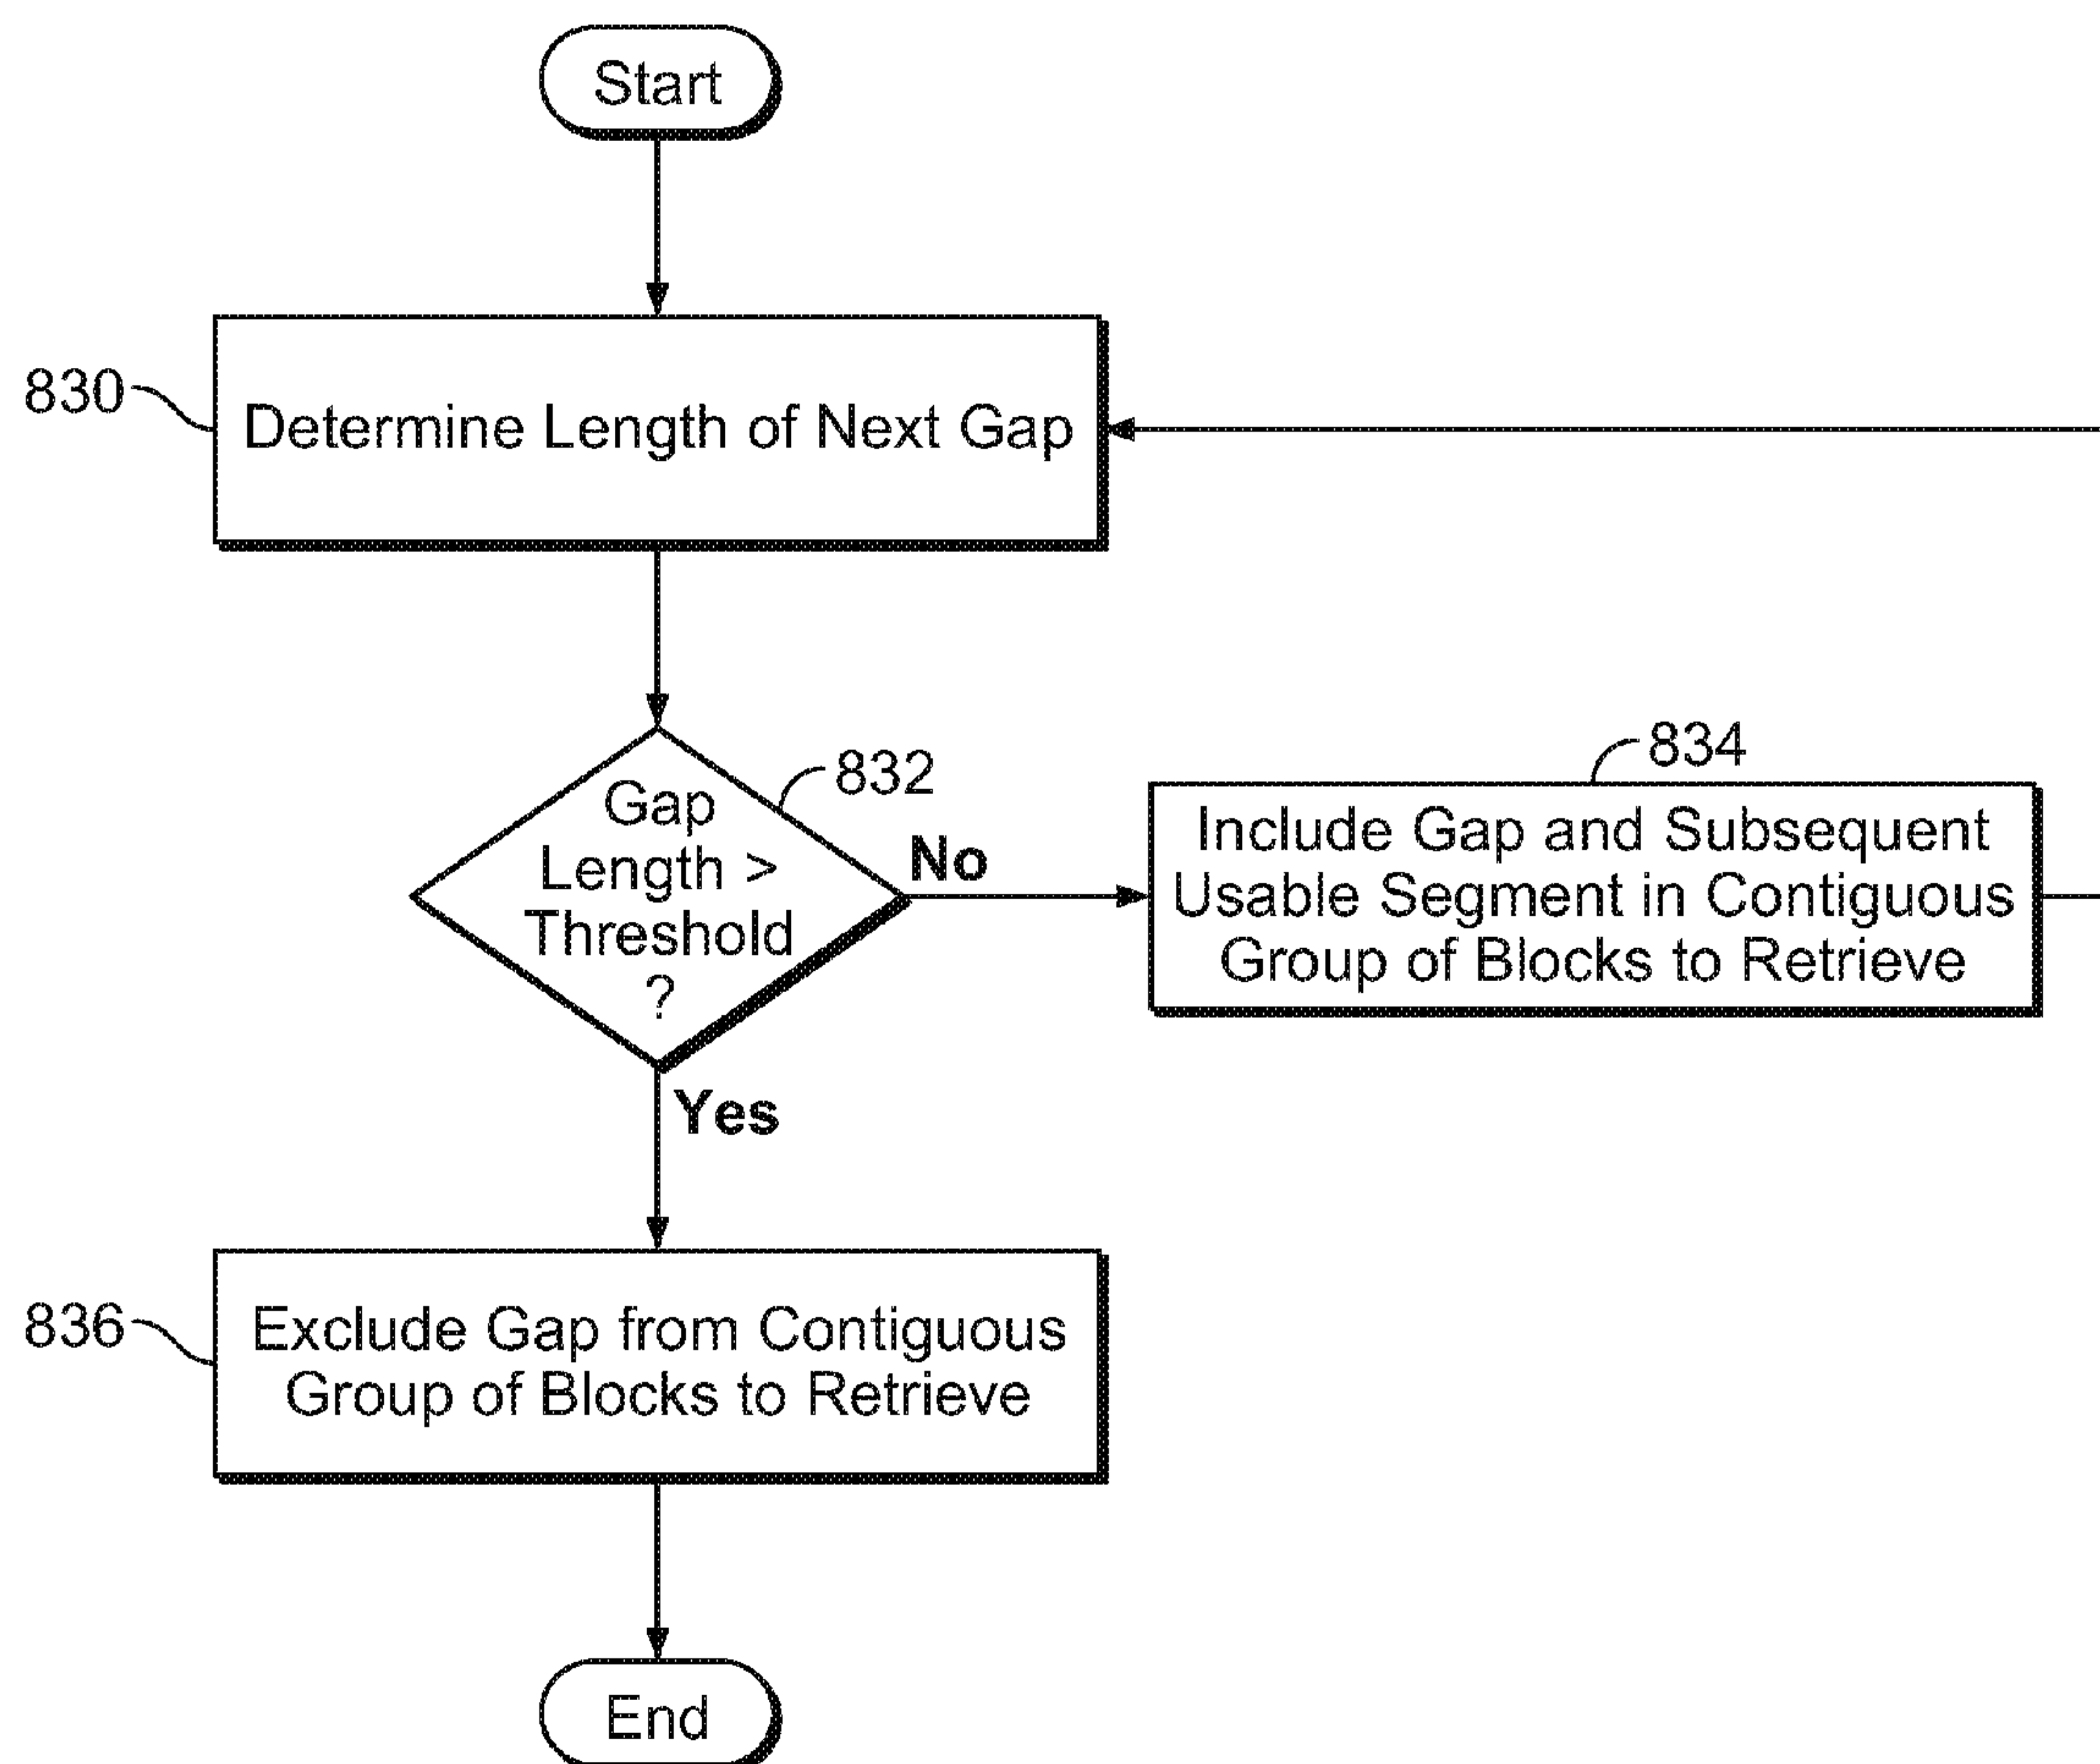 Start
830
Determine Length of Next Gap
832
Gap
Length >
Threshold
?
No
834
Include Gap and Subsequent
Usable Segment in Contiguous
Group of Blocks to Retrieve
Yes
836
Exclude Gap from Contiguous
Group of Blocks to Retrieve
End